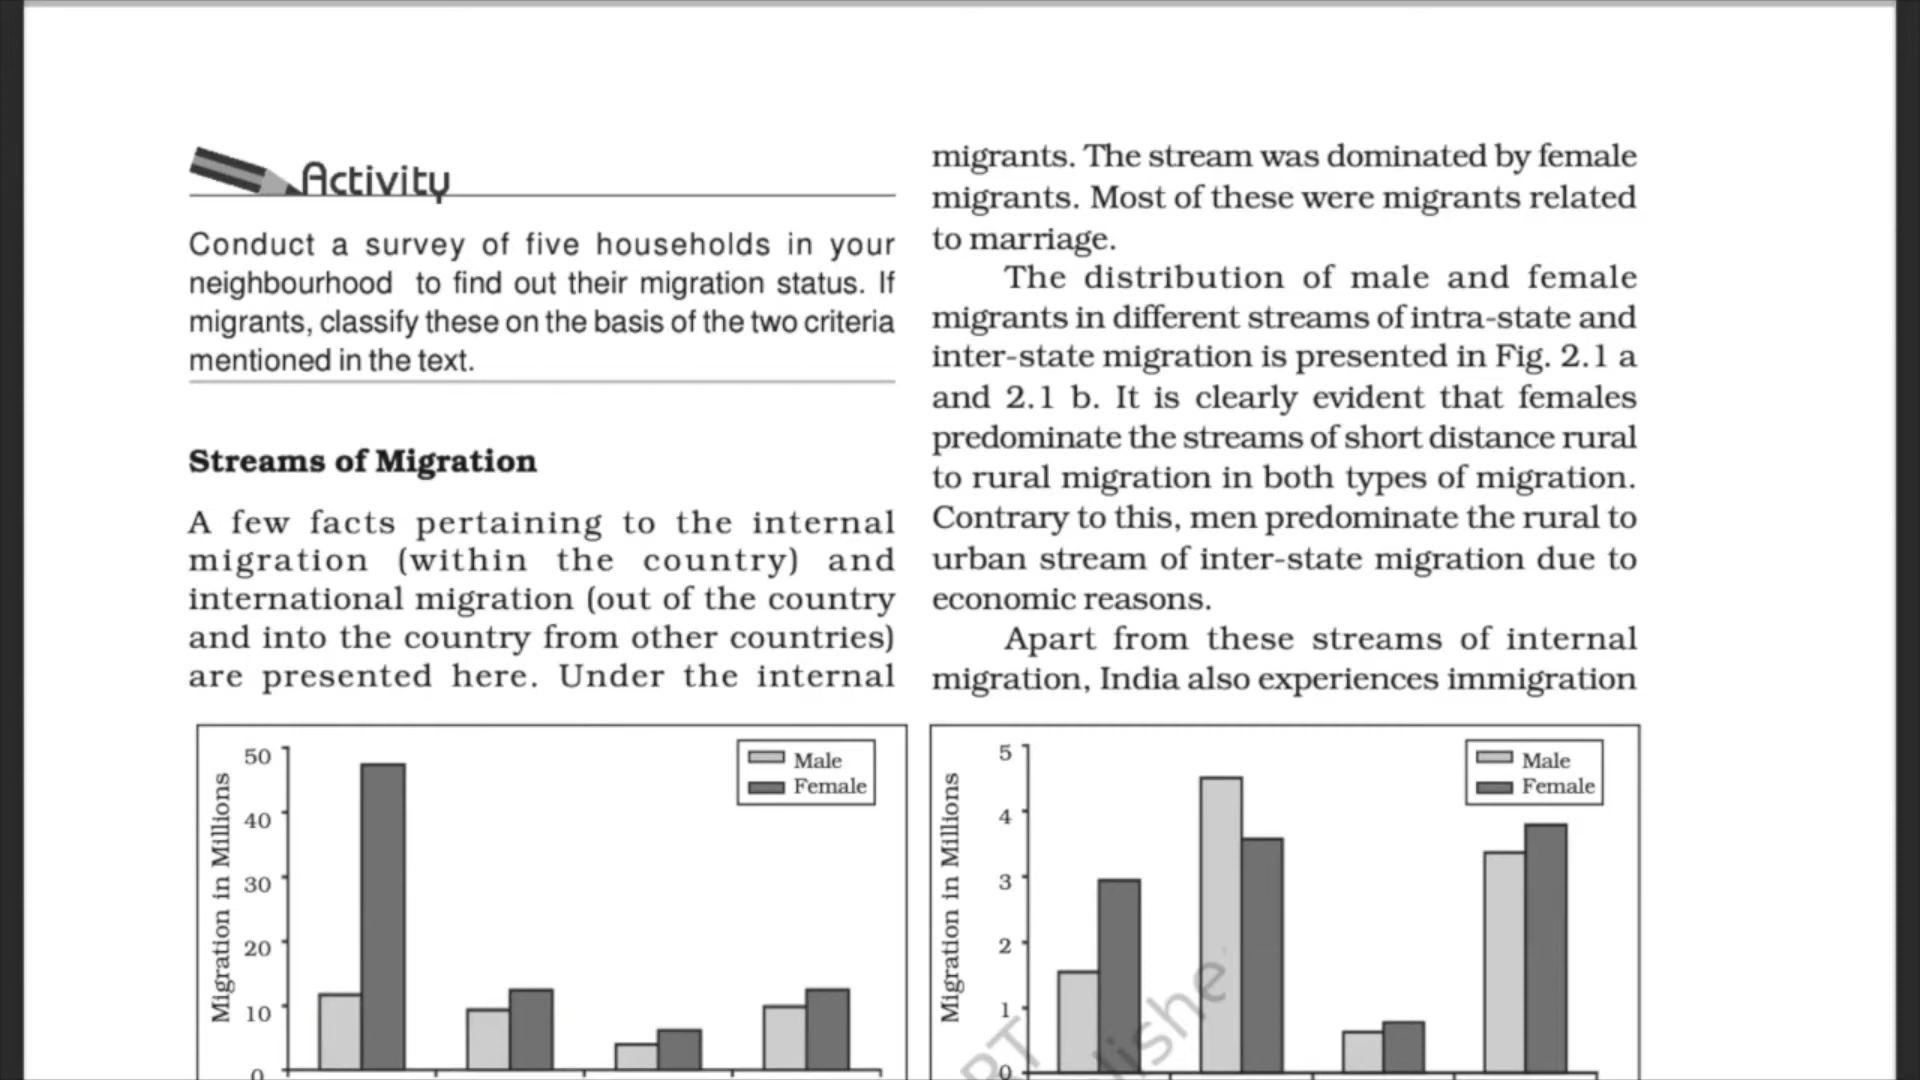 Activity
Conduct a survey of five households in your
neighbourhood to find out their migration status. If
migrants, classify these on the basis of the two criteria
mentioned in the text.
Streams of Migration
A few facts pertaining to the internal
migration (within the country) and
international migration (out of the country
and into the country from other countries)
are presented here. Under the internal
migrants. The stream was dominated by female
migrants. Most of these were migrants related
to marriage.
The distribution of male and female
migrants in different streams of intra-state and
inter-state migration is presented in Fig. 2.1 a
and 2.1 b. It is clearly evident that females
predominate the streams of short distance rural
to rural migration in both types of migration.
Contrary to this, men predominate the rural to
urban stream of inter-state migration due to
economic reasons.
Apart from these streams of internal
migration, India also experiences immigration
Migration in Millions
50
40
30
20
10
0
Male
Female
Migration in Millions
5
4
3
2
1
0
Male
Female